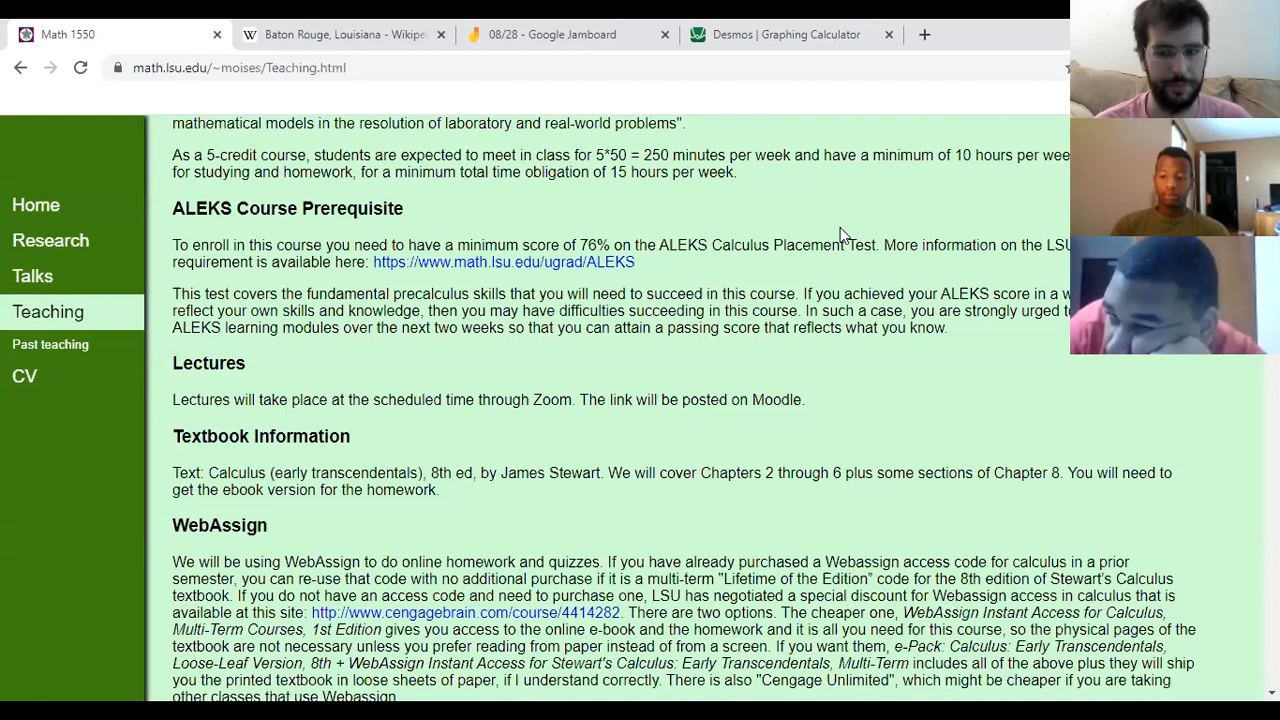 Math 1550
Baton Rouge, Louisiana - Wikipe
08/28 - Google Jamboard
Desmos | Graphing Calculator
math.lsu.edu/~moises/Teaching.html
Home
Research
Talks
Teaching
Past teaching
CV
mathematical models in the resolution of laboratory and real-world problems".
As a 5-credit course, students are expected to meet in class for 5*50 = 250 minutes per week and have a minimum of 10 hours per wee
for studying and homework, for a minimum total time obligation of 15 hours per week.
ALEKS Course Prerequisite
To enroll in this course you need to have a minimum score of 76% on the ALEKS Calculus Placement Test. More information on the LSU
requirement is available here: https://www.math.lsu.edu/ugrad/ALEKS
This test covers the fundamental precalculus skills that you will need to succeed in this course. If you achieved your ALEKS score in a w
reflect your own skills and knowledge, then you may have difficulties succeeding in this course. In such a case, you are strongly urged to
ALEKS learning modules over the next two weeks so that you can attain a passing score that reflects what you know.
Lectures
Lectures will take place at the scheduled time through Zoom. The link will be posted on Moodle.
Textbook Information
Text: Calculus (early transcendentals), 8th ed, by James Stewart. We will cover Chapters 2 through 6 plus some sections of Chapter 8. You will need to
get the ebook version for the homework.
WebAssign
We will be using WebAssign to do online homework and quizzes. If you have already purchased a Webassign access code for calculus in a prior
semester, you can re-use that code with no additional purchase if it is a multi-term "Lifetime of the Edition" code for the 8th edition of Stewart's Calculus
textbook. If you do not have an access code and need to purchase one, LSU has negotiated a special discount for Webassign access in calculus that is
available at this site: http://www.cengagebrain.com/course/4414282. There are two options. The cheaper one, WebAssign Instant Access for Calculus,
Multi-Term Courses, 1st Edition gives you access to the online e-book and the homework and it is all you need for this course, so the physical pages of the
textbook are not necessary unless you prefer reading from paper instead of from a screen. If you want them, e-Pack: Calculus: Early Transcendentals,
Loose-Leaf Version, 8th + WebAssign Instant Access for Stewart's Calculus: Early Transcendentals, Multi-Term includes all of the above plus they will ship
you the printed textbook in loose sheets of paper, if I understand correctly. There is also "Cengage Unlimited", which might be cheaper if you are taking
other classes that use Webassign